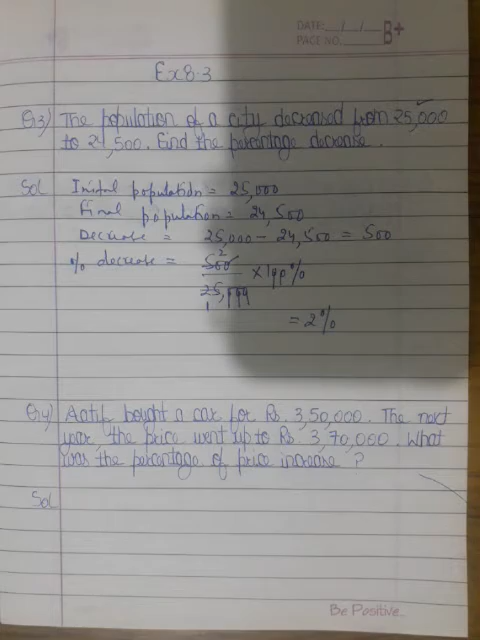 DATE: / /
PAGE NO.
B+
Ex 8.3
Q3) The population of a city decreased from 25,000
to 24,500. Find the percentage decrease.
Sol Initial population = 25,000
Final population = 24,500
Decrease = 25,000 - 24,500 = 500
% decrease = 500/25,000 × 100%
2
1
= 2%
Q4) Aatif bought a car for Rs. 3,50,000. The next
year, the price went up to Rs. 3,70,000. What
was the percentage of price increase?
Sol
Be Positive..